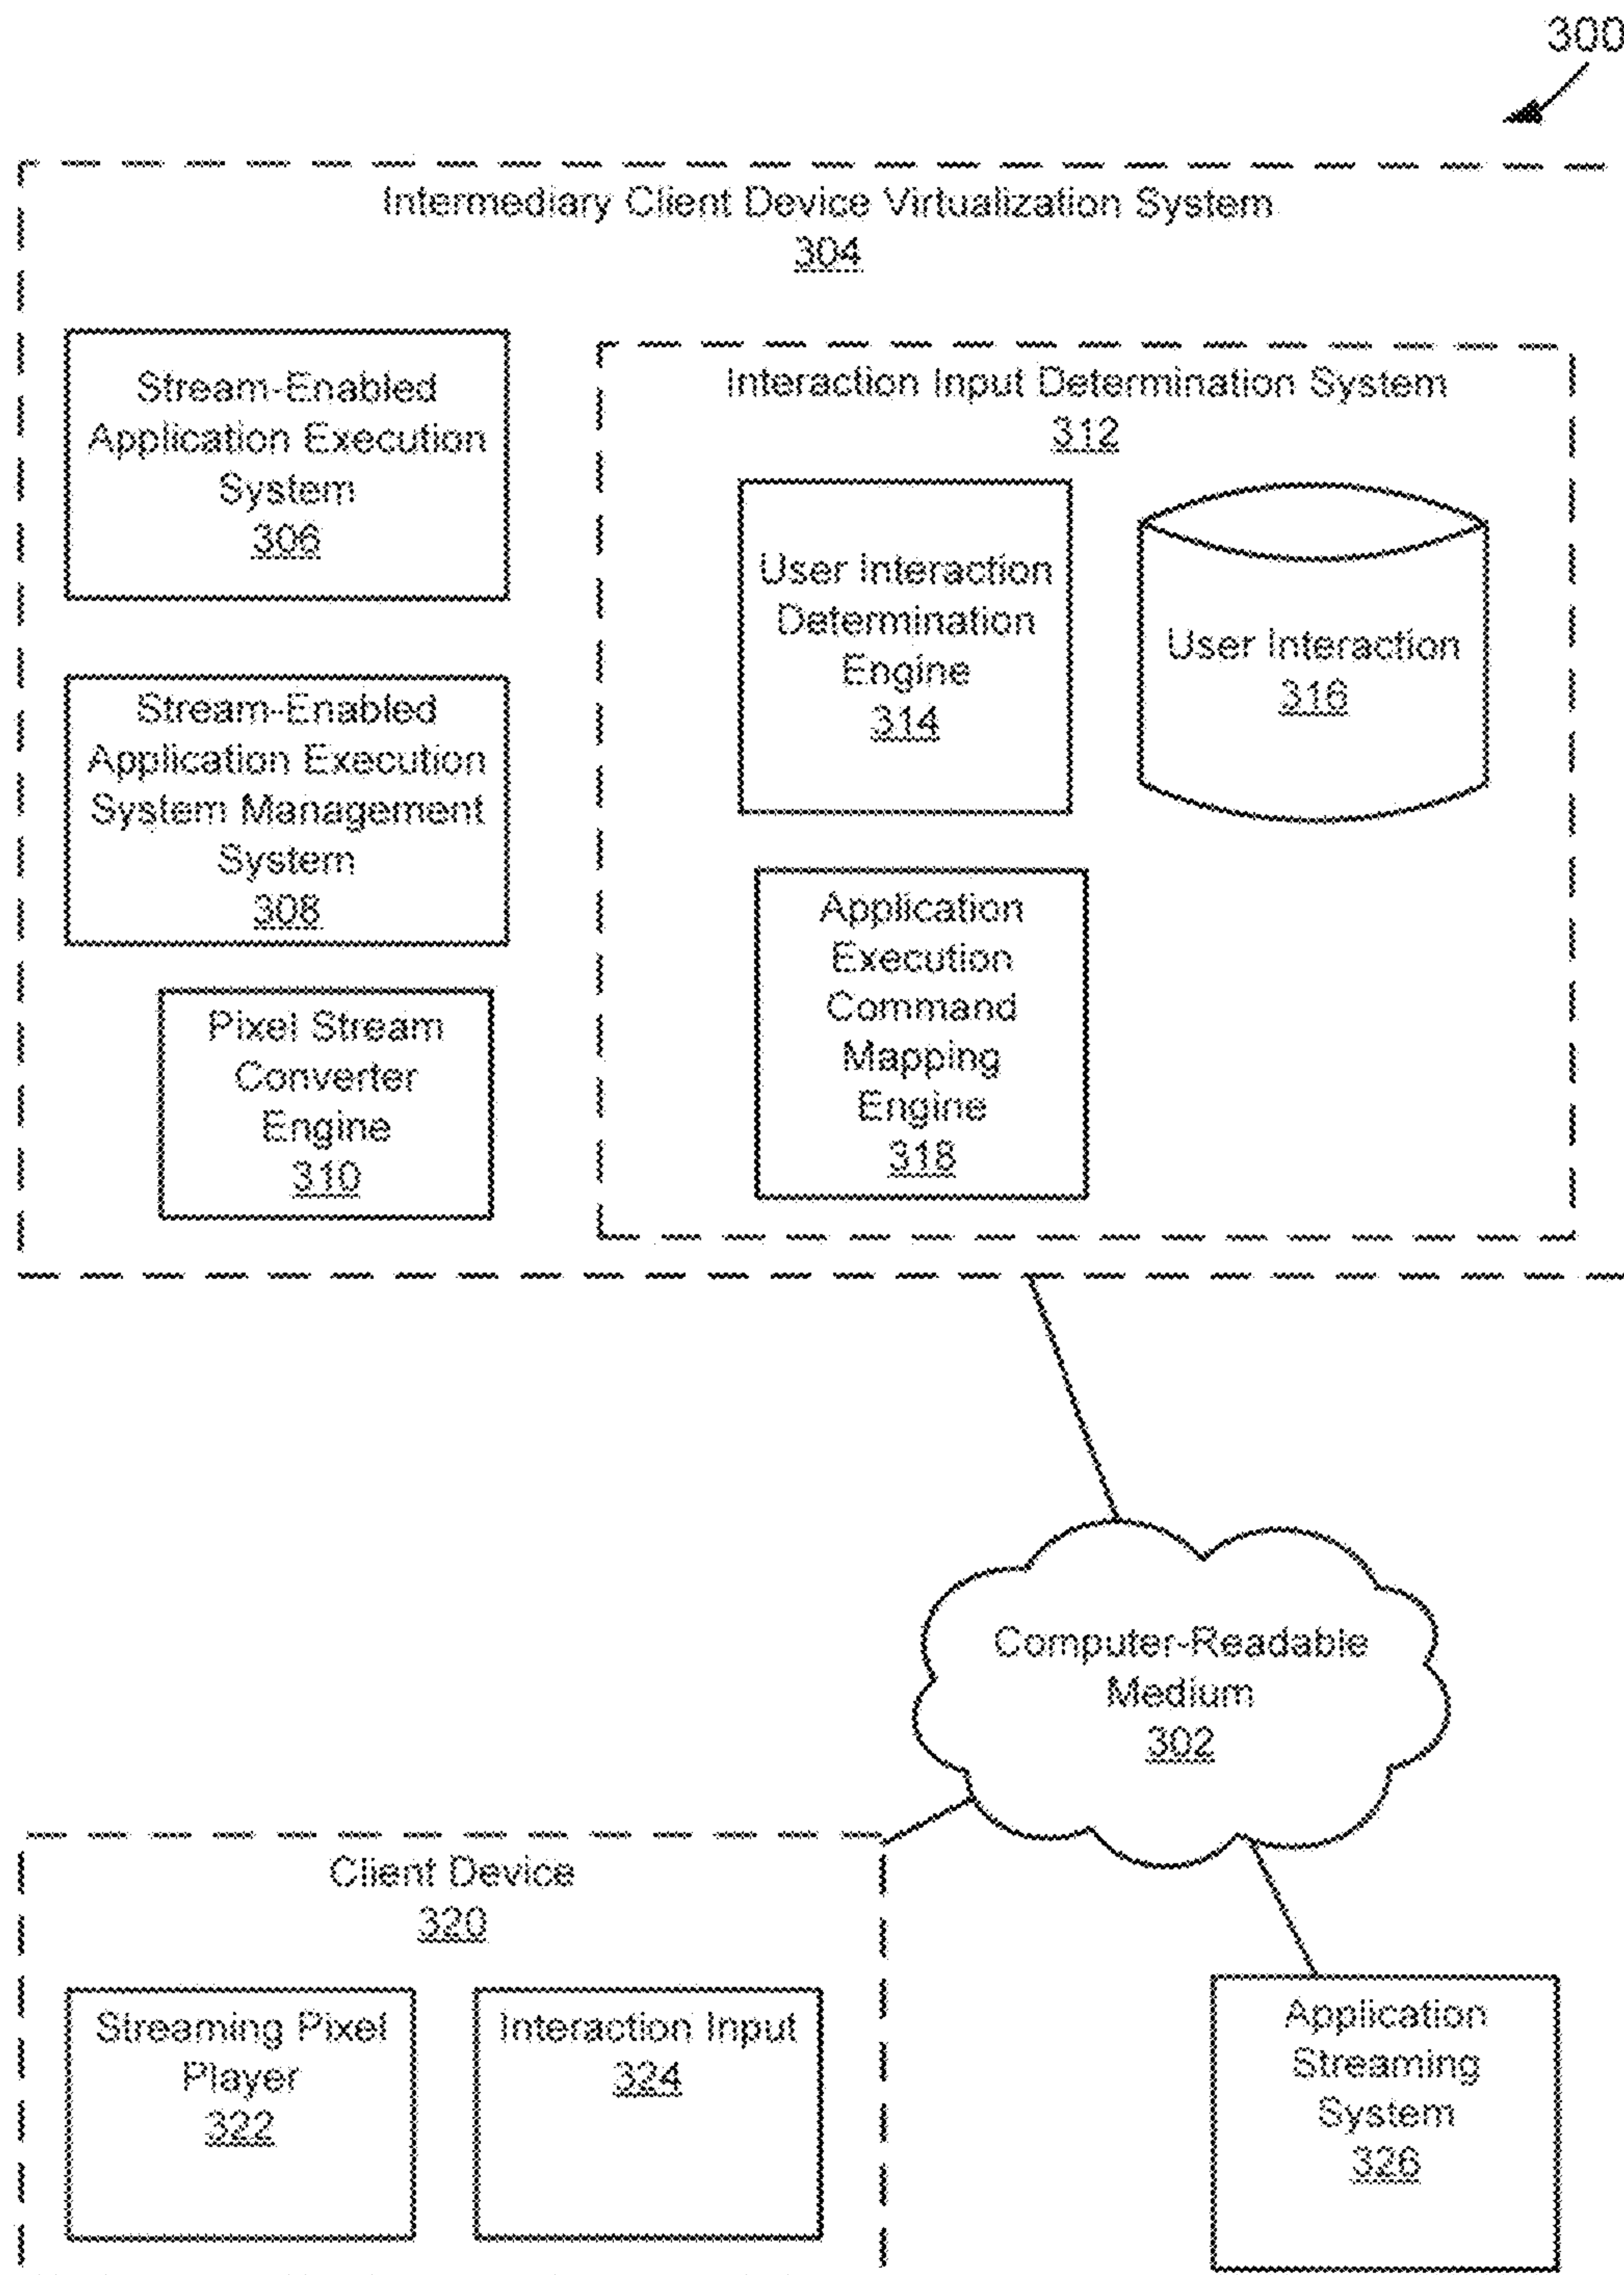 300
Intermediary Client Device Virtualization System
304
Stream-Enabled
Application Execution
System
306
Stream-Enabled
Application Execution
System Management
System
308
Pixel Stream
Converter
Engine
310
Interaction Input Determination System
312
User Interaction
Determination
Engine
314
User Interaction
316
Application
Execution
Command
Mapping
Engine
318
Computer-Readable
Medium
302
Client Device
320
Streaming Pixel
Player
322
Interaction Input
324
Application
Streaming
System
326